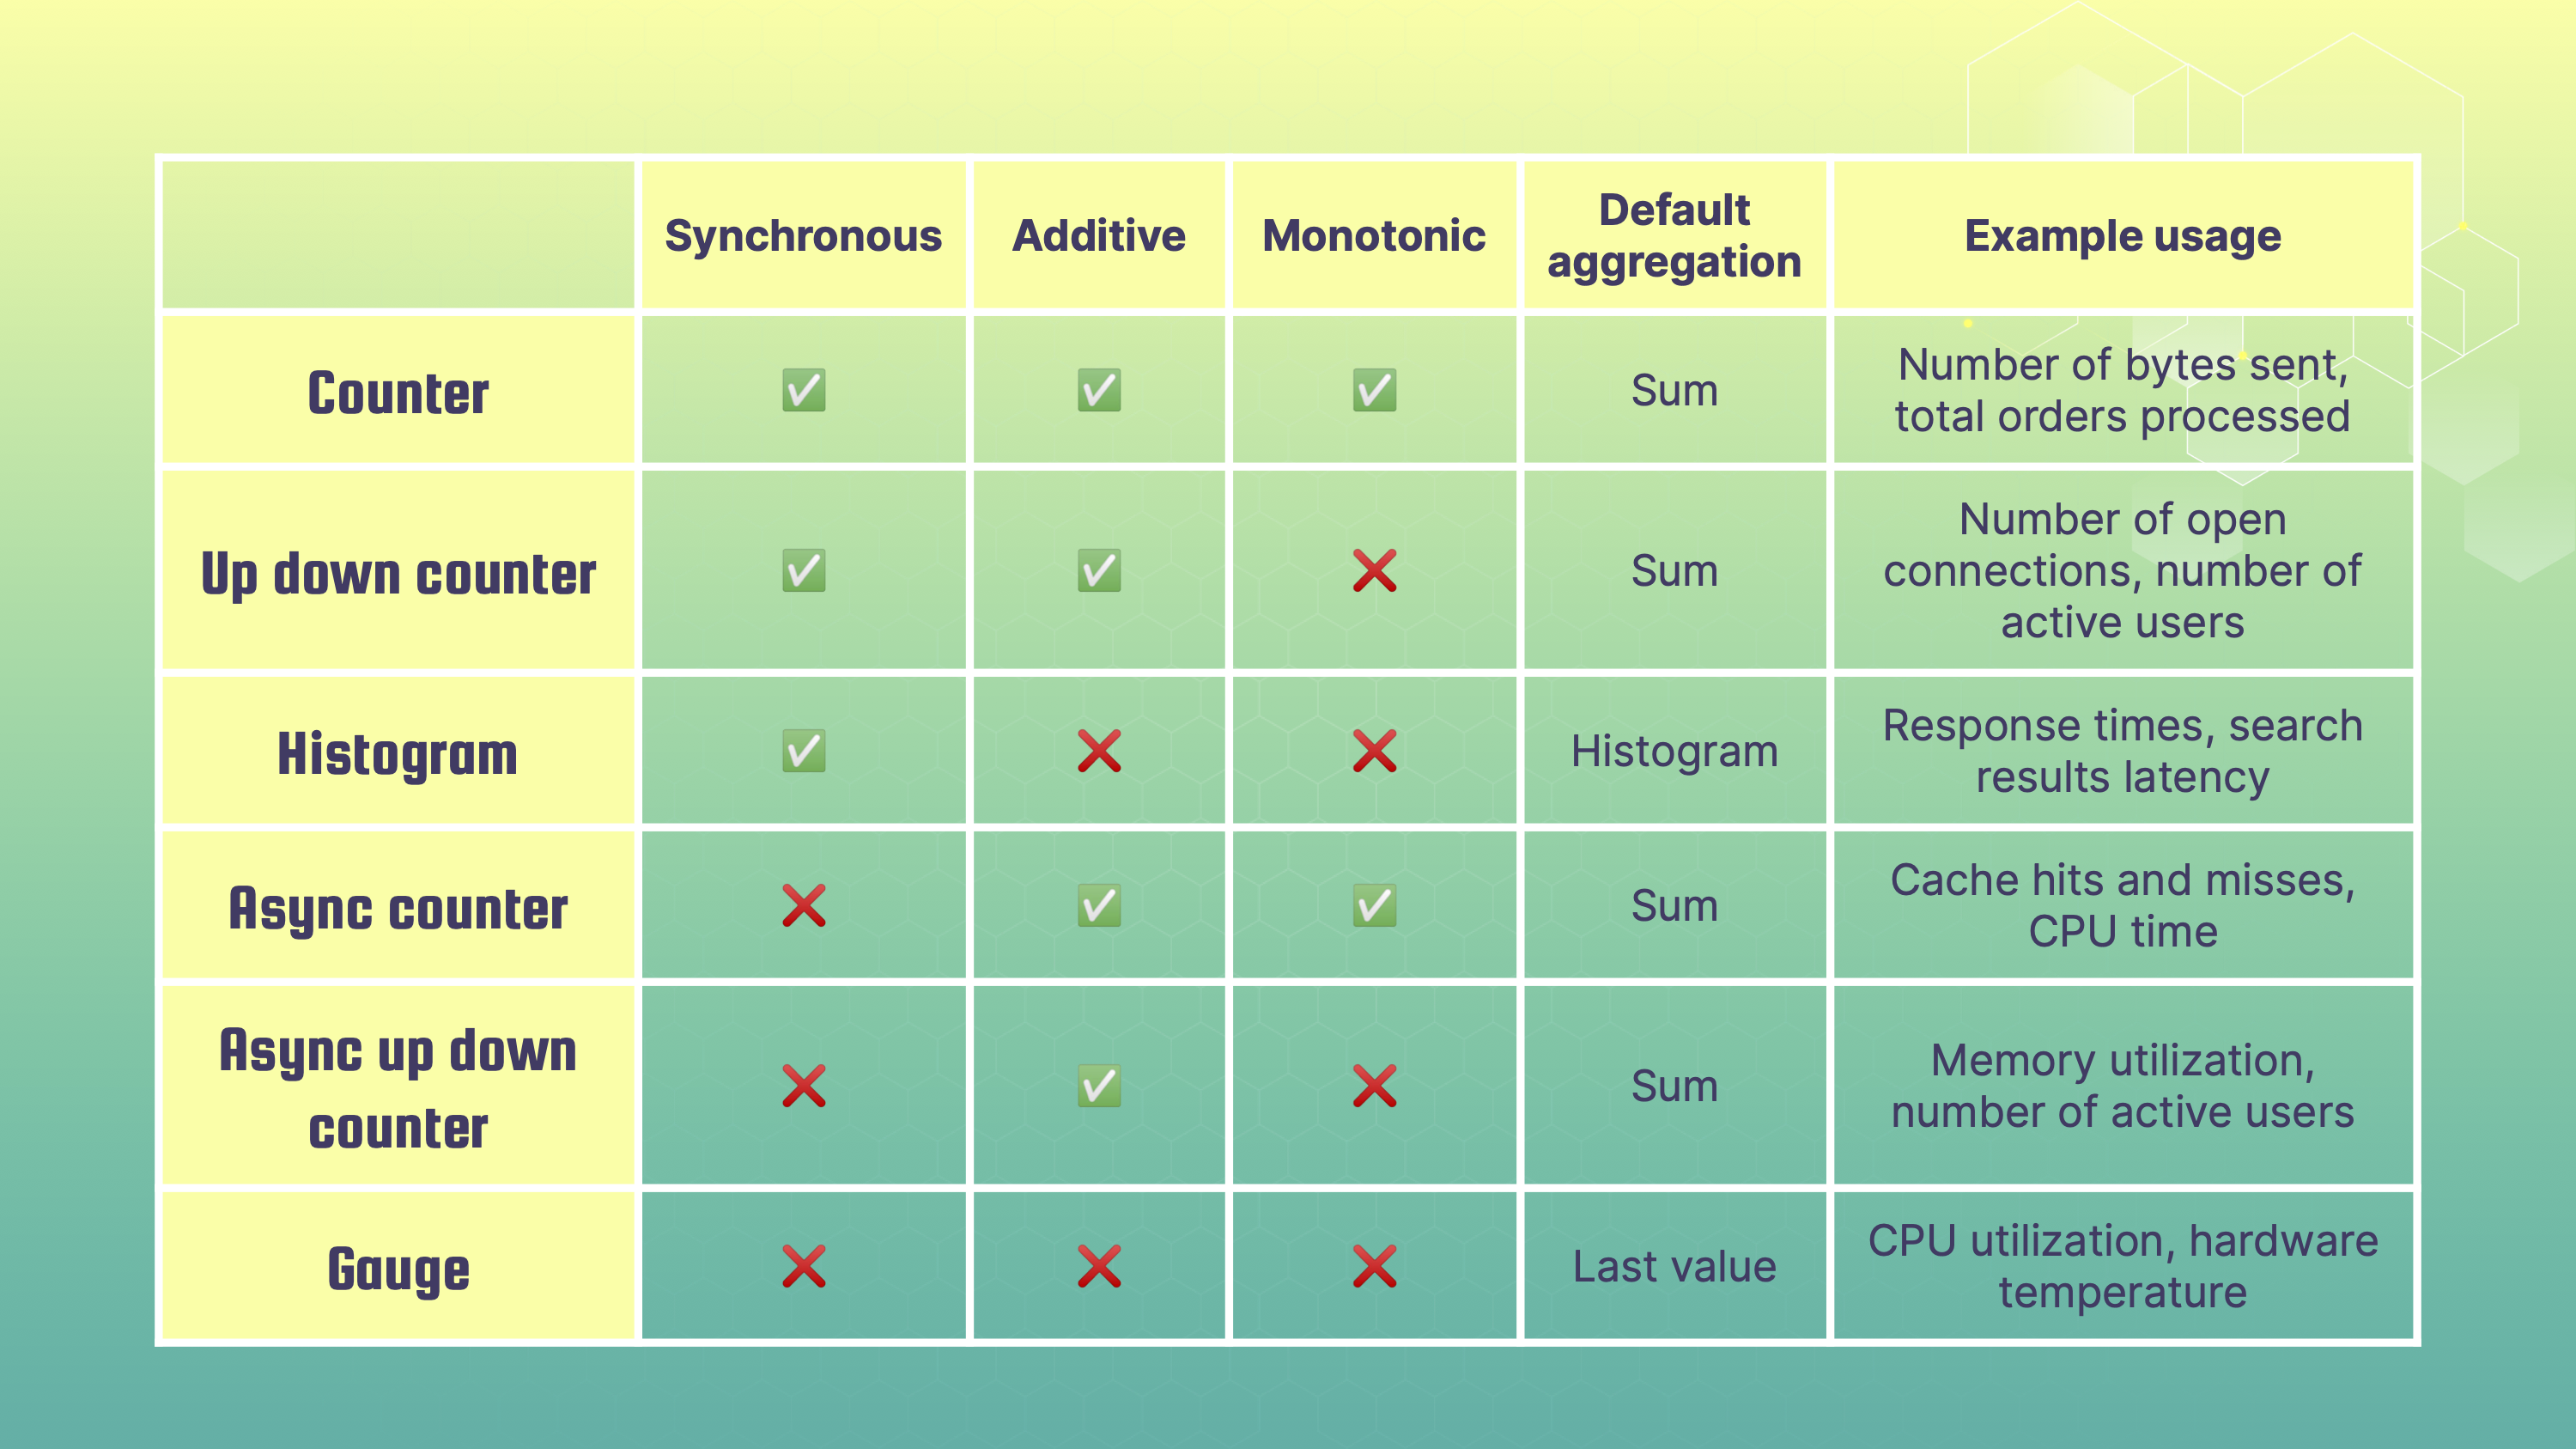 Synchronous
Additive
Monotonic
Default
aggregation
Example usage
Counter
✅
✅
✅
Sum
Number of bytes sent,
total orders processed
Up down counter
✅
✅
❌
Sum
Number of open
connections, number of
active users
Histogram
✅
❌
❌
Histogram
Response times, search
results latency
Async counter
❌
✅
✅
Sum
Cache hits and misses,
CPU time
Async up down
counter
❌
✅
❌
Sum
Memory utilization,
number of active users
Gauge
❌
❌
❌
Last value
CPU utilization, hardware
temperature